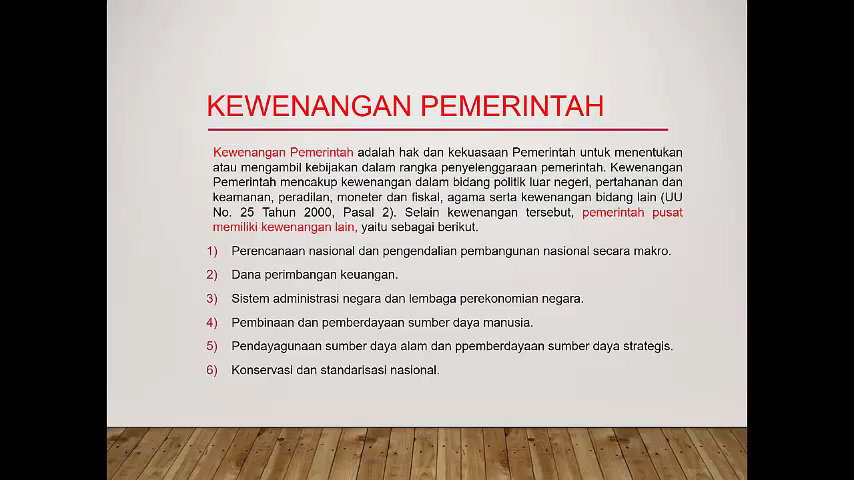 KEWENANGAN PEMERINTAH
Kewenangan Pemerintah adalah hak dan kekuasaan Pemerintah untuk menentukan
atau mengambil kebijakan dalam rangka penyelenggaraan pemerintah. Kewenangan
Pemerintah mencakup kewenangan dalam bidang politik luar negeri, pertahanan dan
keamanan, peradilan, moneter dan fiskal, agama serta kewenangan bidang lain (UU
No. 25 Tahun 2000, Pasal 2). Selain kewenangan tersebut, pemerintah pusat
memiliki kewenangan lain, yaitu sebagai berikut.
1) Perencanaan nasional dan pengendalian pembangunan nasional secara makro.
2) Dana perimbangan keuangan.
3) Sistem administrasi negara dan lembaga perekonomian negara.
4) Pembinaan dan pemberdayaan sumber daya manusia.
5) Pendayagunaan sumber daya alam dan ppemberdayaan sumber daya strategis.
6) Konservasi dan standarisasi nasional.